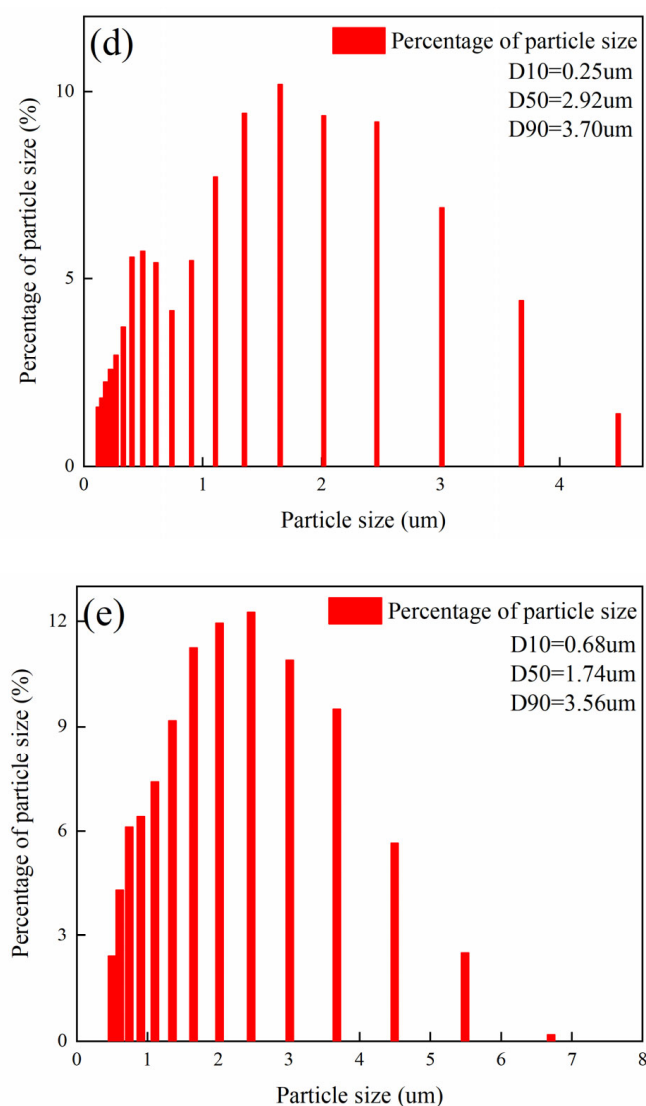 (d)
Percentage of particle size
D10=0.25um
D50=2.92um
D90=3.70um
Percentage of particle size (%)
10
5
0
0 1 2 3 4
Particle size (um)
(e)
Percentage of particle size
D10=0.68um
D50=1.74um
D90=3.56um
Percentage of particle size (%)
12
9
6
3
0
0 1 2 3 4 5 6 7 8
Particle size (um)